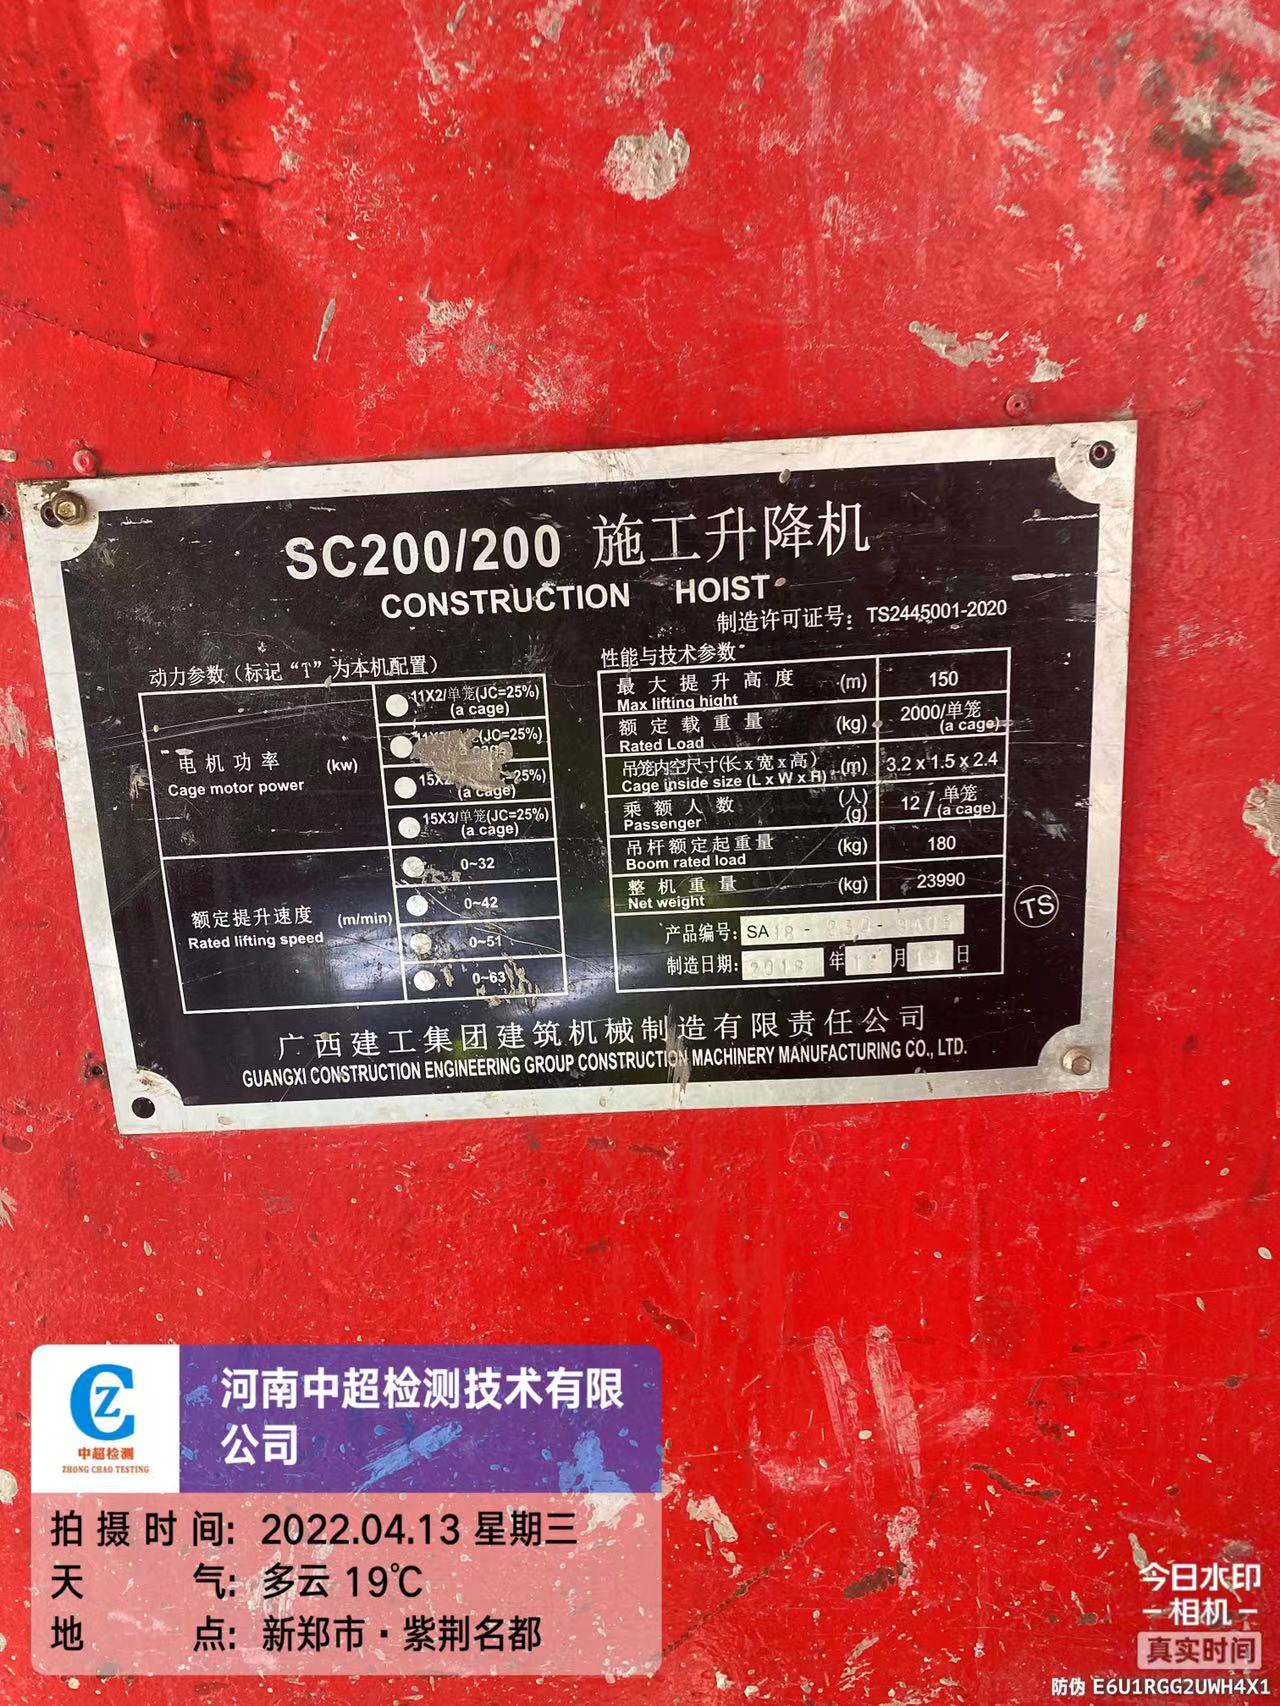 SC200/200 施工升降机
CONSTRUCTION HOIST
制造许可证号：TS2445001-2020
动力参数（标记“T”为本机配置）
电机功率 (kw)
Cage motor power
11X2/单笼(JC=25%)
(a cage)
(JC=25%)
15X2
25%)
(a cage)
15X3/单笼(JC=25%)
(a cage)
额定提升速度 (m/min)
Rated lifting speed
0~32
0~42
0~51
0~63
性能与技术参数
最大提升高度 (m) 150
Max lifting hight
额定载重量 (kg) 2000/单笼
Rated Load (a cage)
吊笼内空尺寸(长x宽x高) (m) 3.2 x 1.5 x 2.4
Cage inside size (L x W x H)
乘额人数 (人) 12/单笼
Passenger (g) (a cage)
吊杆额定起重量 (kg) 180
Boom rated load
整机重量 (kg) 23990
Net weight
产品编号: SA
制造日期: 2018 年 月 日
TS
广西建工集团建筑机械制造有限责任公司
GUANGXI CONSTRUCTION ENGINEERING GROUP CONSTRUCTION MACHINERY MANUFACTURING CO., LTD.
CZ
中超检测
ZHONG CHAO TESTING
河南中超检测技术有限
公司
拍摄时间: 2022.04.13 星期三
天气: 多云 19℃
地点: 新郑市·紫荆名都
今日水印
相机
真实时间
防伪 E6U1RGG2UWH4X1